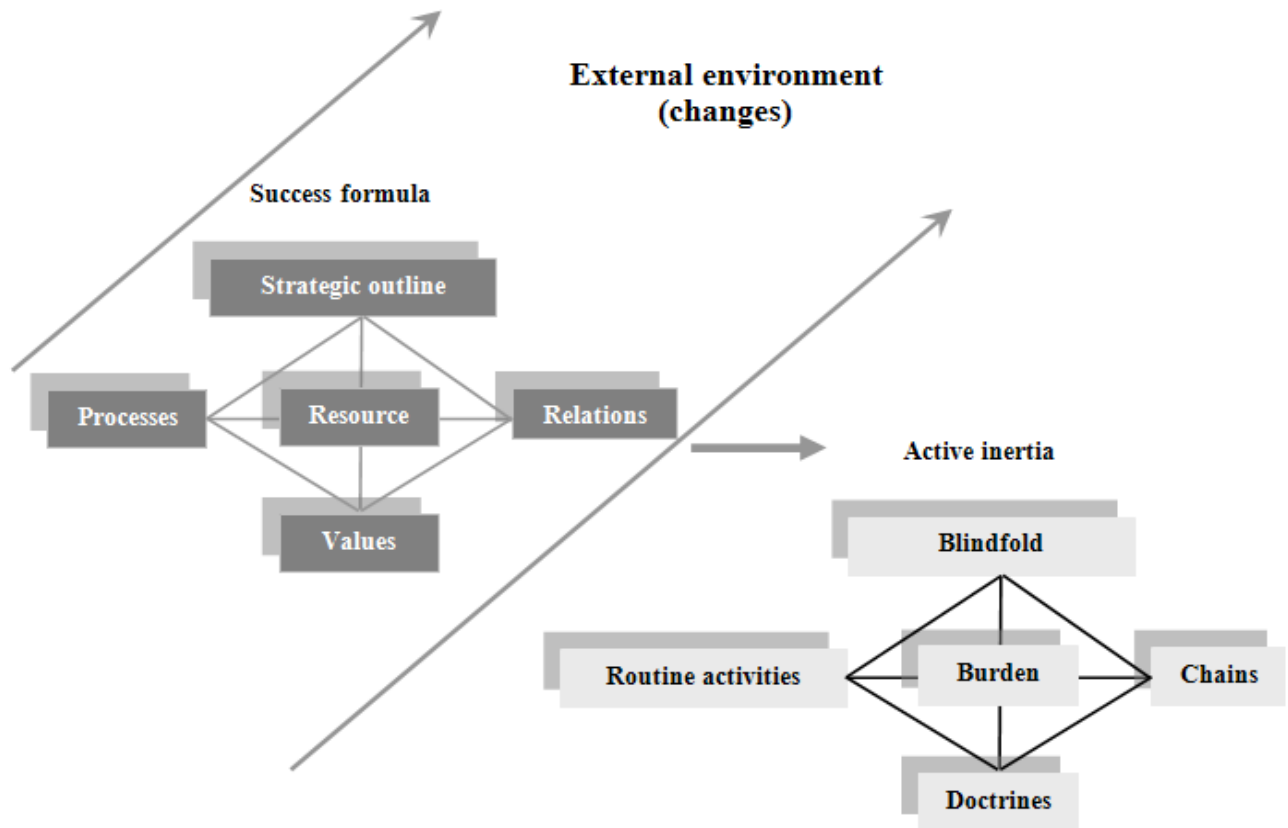 External environment
(changes)
Success formula
Strategic outline
Processes
Resource
Relations
Values
Active inertia
Blindfold
Routine activities
Burden
Chains
Doctrines